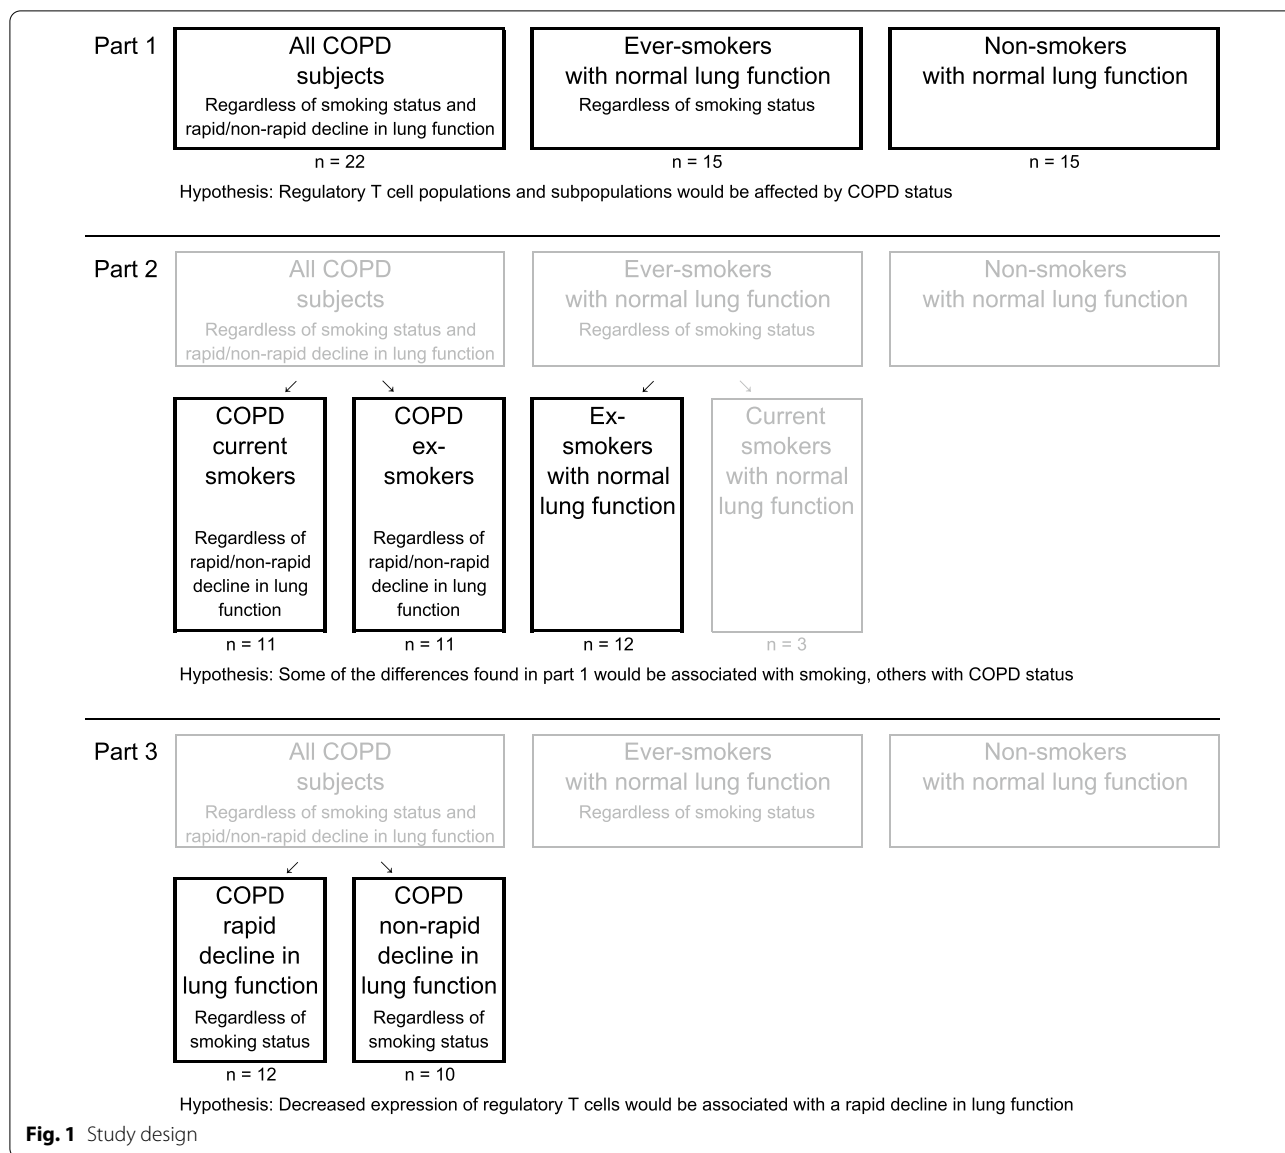 Part 1
All COPD
subjects
Regardless of smoking status and
rapid/non-rapid decline in lung function
n = 22
Ever-smokers
with normal lung function
Regardless of smoking status
n = 15
Non-smokers
with normal lung function
n = 15
Hypothesis: Regulatory T cell populations and subpopulations would be affected by COPD status
Part 2
All COPD
subjects
Regardless of smoking status and
rapid/non-rapid decline in lung function
Ever-smokers
with normal lung function
Regardless of smoking status
Non-smokers
with normal lung function
↙ ↘ ↙ ↘
COPD
current
smokers
Regardless of
rapid/non-rapid
decline in lung
function
n = 11
COPD
ex-
smokers
Regardless of
rapid/non-rapid
decline in lung
function
n = 11
Ex-
smokers
with normal
lung function
n = 12
Current
smokers
with normal
lung function
n = 3
Hypothesis: Some of the differences found in part 1 would be associated with smoking, others with COPD status
Part 3
All COPD
subjects
Regardless of smoking status and
rapid/non-rapid decline in lung function
Ever-smokers
with normal lung function
Regardless of smoking status
Non-smokers
with normal lung function
↙ ↘
COPD
rapid
decline in
lung function
Regardless of
smoking status
n = 12
COPD
non-rapid
decline in
lung function
Regardless of
smoking status
n = 10
Hypothesis: Decreased expression of regulatory T cells would be associated with a rapid decline in lung function
Fig. 1 Study design